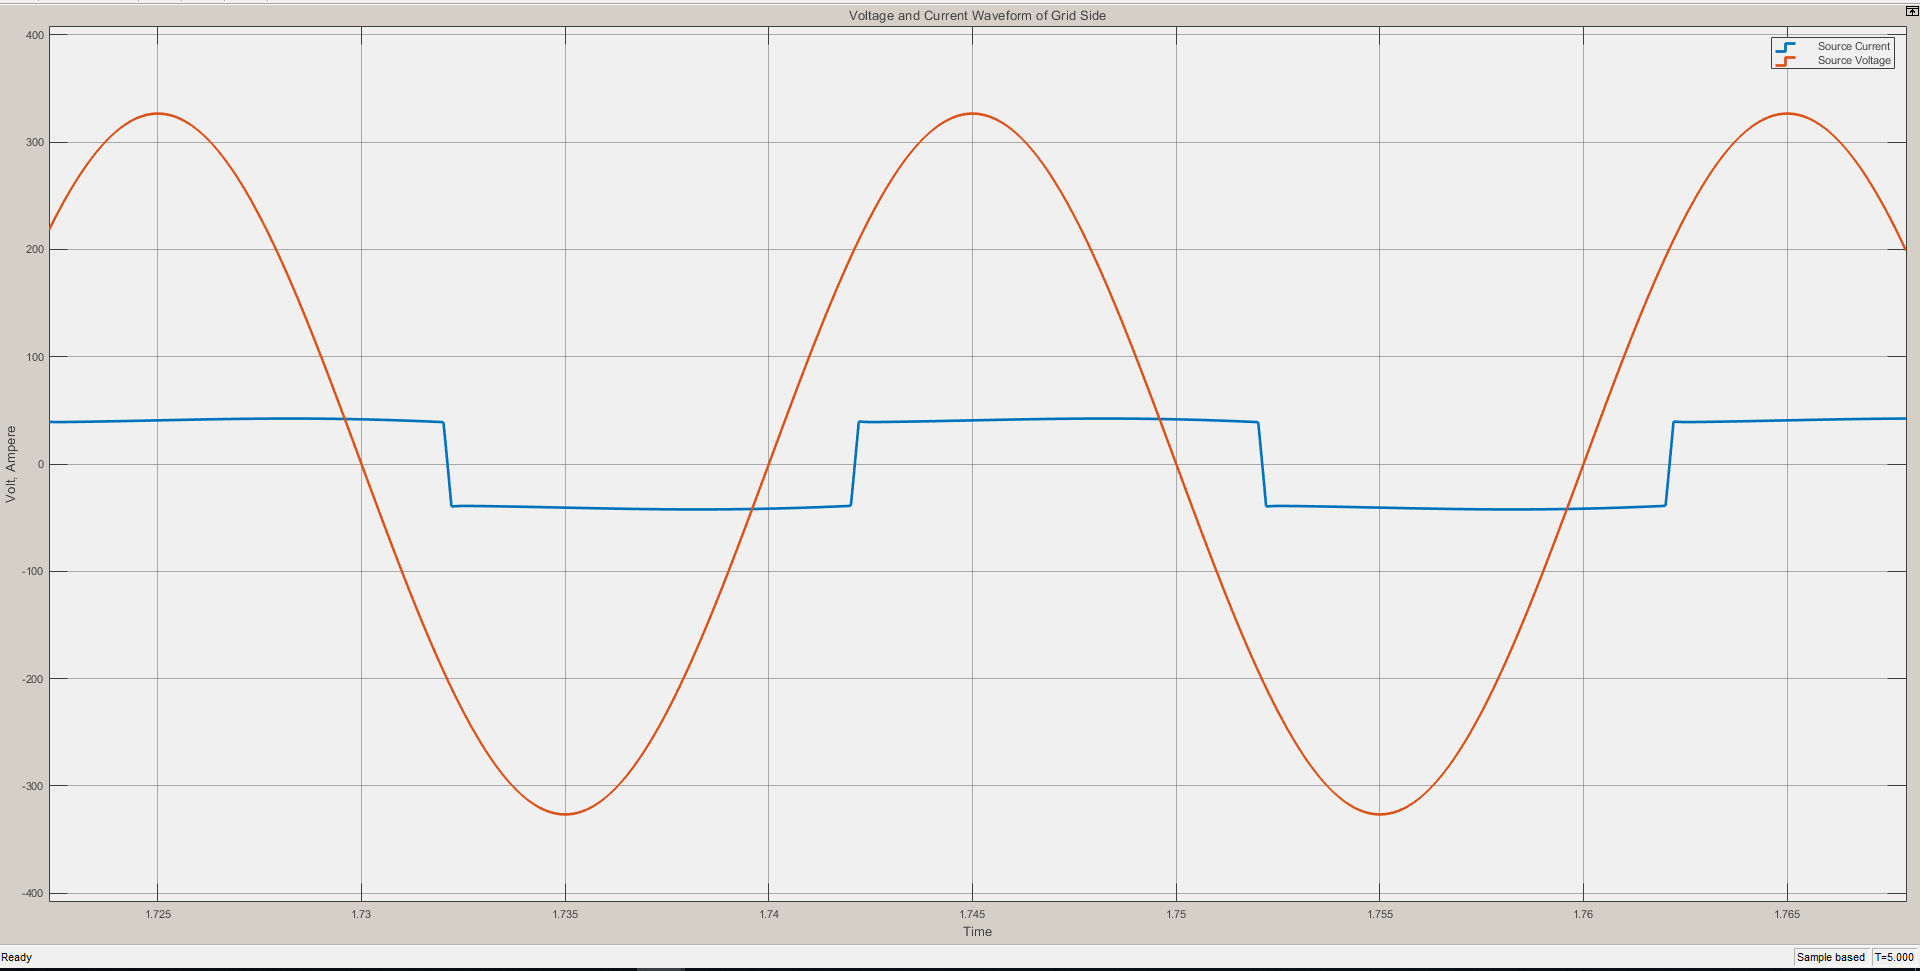 Voltage and Current Waveform of Grid Side
Source Current
Source Voltage
400
300
200
100
0
-100
-200
-300
-400
Volt, Ampere
1.725 1.73 1.735 1.74 1.745 1.75 1.755 1.76 1.765
Time
Ready Sample based T=5.000